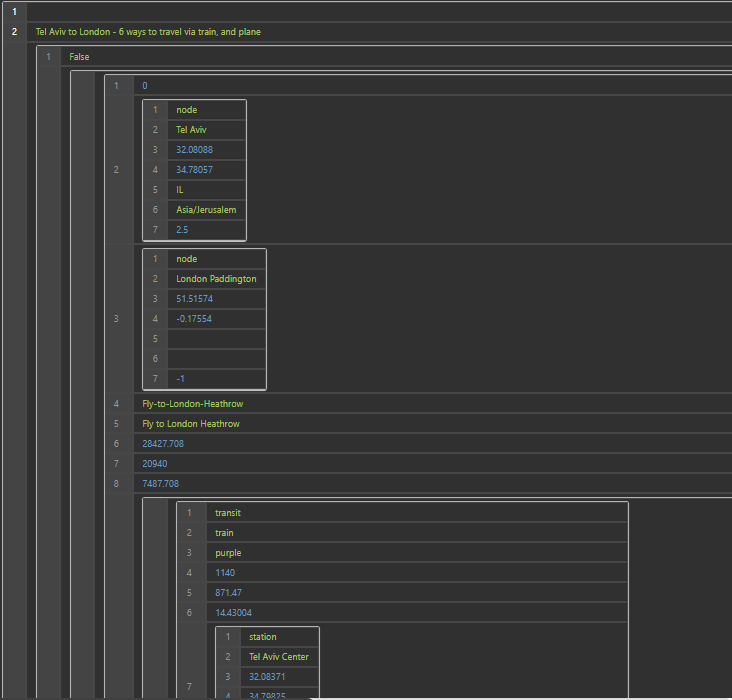 1
2 Tel Aviv to London - 6 ways to travel via train, and plane
1 False
1 0
1 node
2 Tel Aviv
3 32.08088
4 34.78057
2
5 IL
6 Asia/Jerusalem
7 2.5
1 node
2 London Paddington
3 51.51574
4 -0.17554
3
5
6
7 -1
4 Fly-to-London-Heathrow
5 Fly to London Heathrow
6 28427.708
7 20940
8 7487.708
1 transit
2 train
3 purple
4 1140
5 871.47
6 14.43004
1 station
2 Tel Aviv Center
3 32.08371
7
4 34.79825